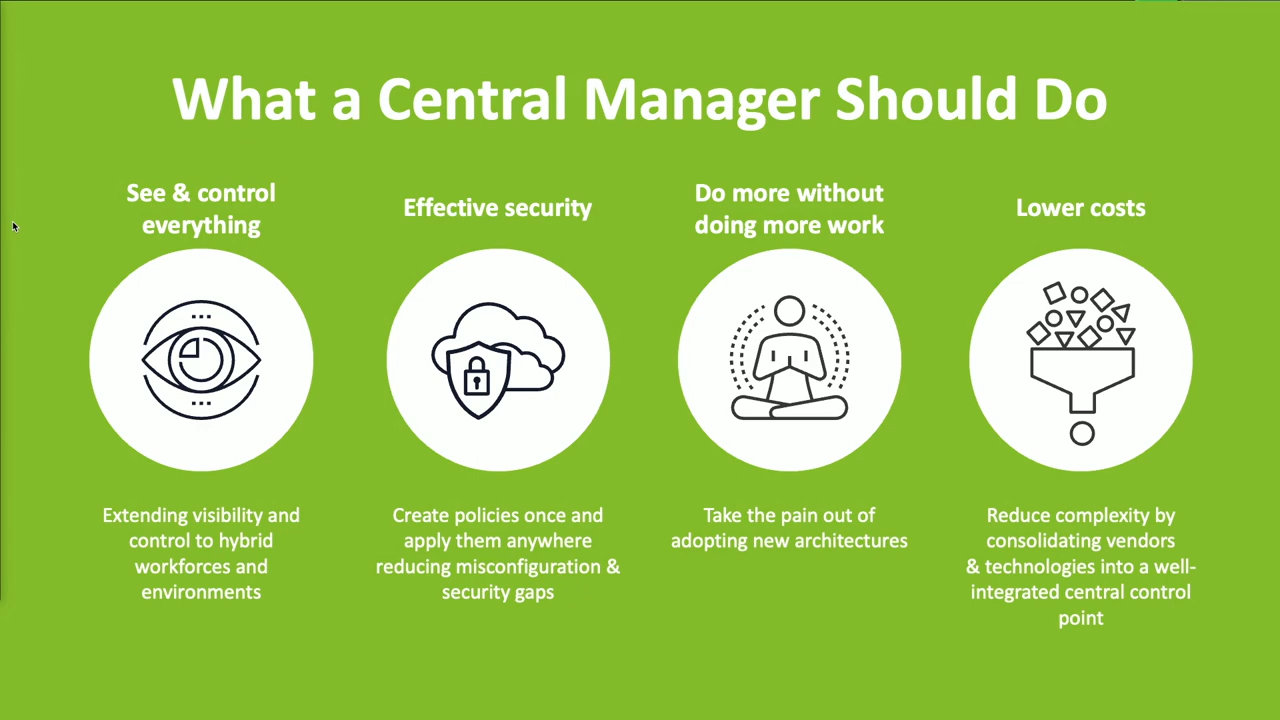 What a Central Manager Should Do
See & control
everything
Effective security
Do more without
doing more work
Lower costs
Extending visibility and
control to hybrid
workforces and
environments
Create policies once and
apply them anywhere
reducing misconfiguration &
security gaps
Take the pain out of
adopting new architectures
Reduce complexity by
consolidating vendors
& technologies into a well-
integrated central control
point